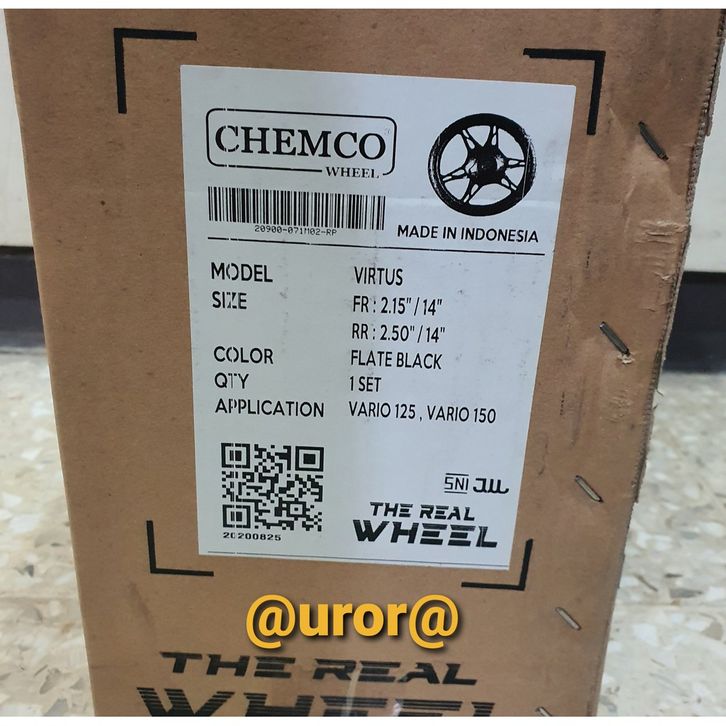 CHEMCO
WHEEL
20900-071M02-RP
MADE IN INDONESIA
MODEL VIRTUS
SIZE FR : 2.15" / 14"
RR : 2.50" / 14"
COLOR FLATE BLACK
QTY 1 SET
APPLICATION VARIO 125 , VARIO 150
SNI JWL
THE REAL
WHEEL
20200825
@uror@
THE REAL
WHEEL